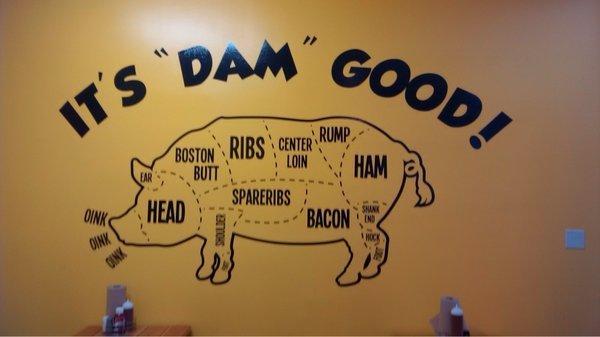 IT'S "DAM" GOOD!
RUMP
RIBS
CENTER
LOIN
BOSTON
BUTT
HAM
EAR
SPARERIBS
HEAD
BACON
SHANK
END
SHOULDER
HOCK
OINK
OINK
OINK